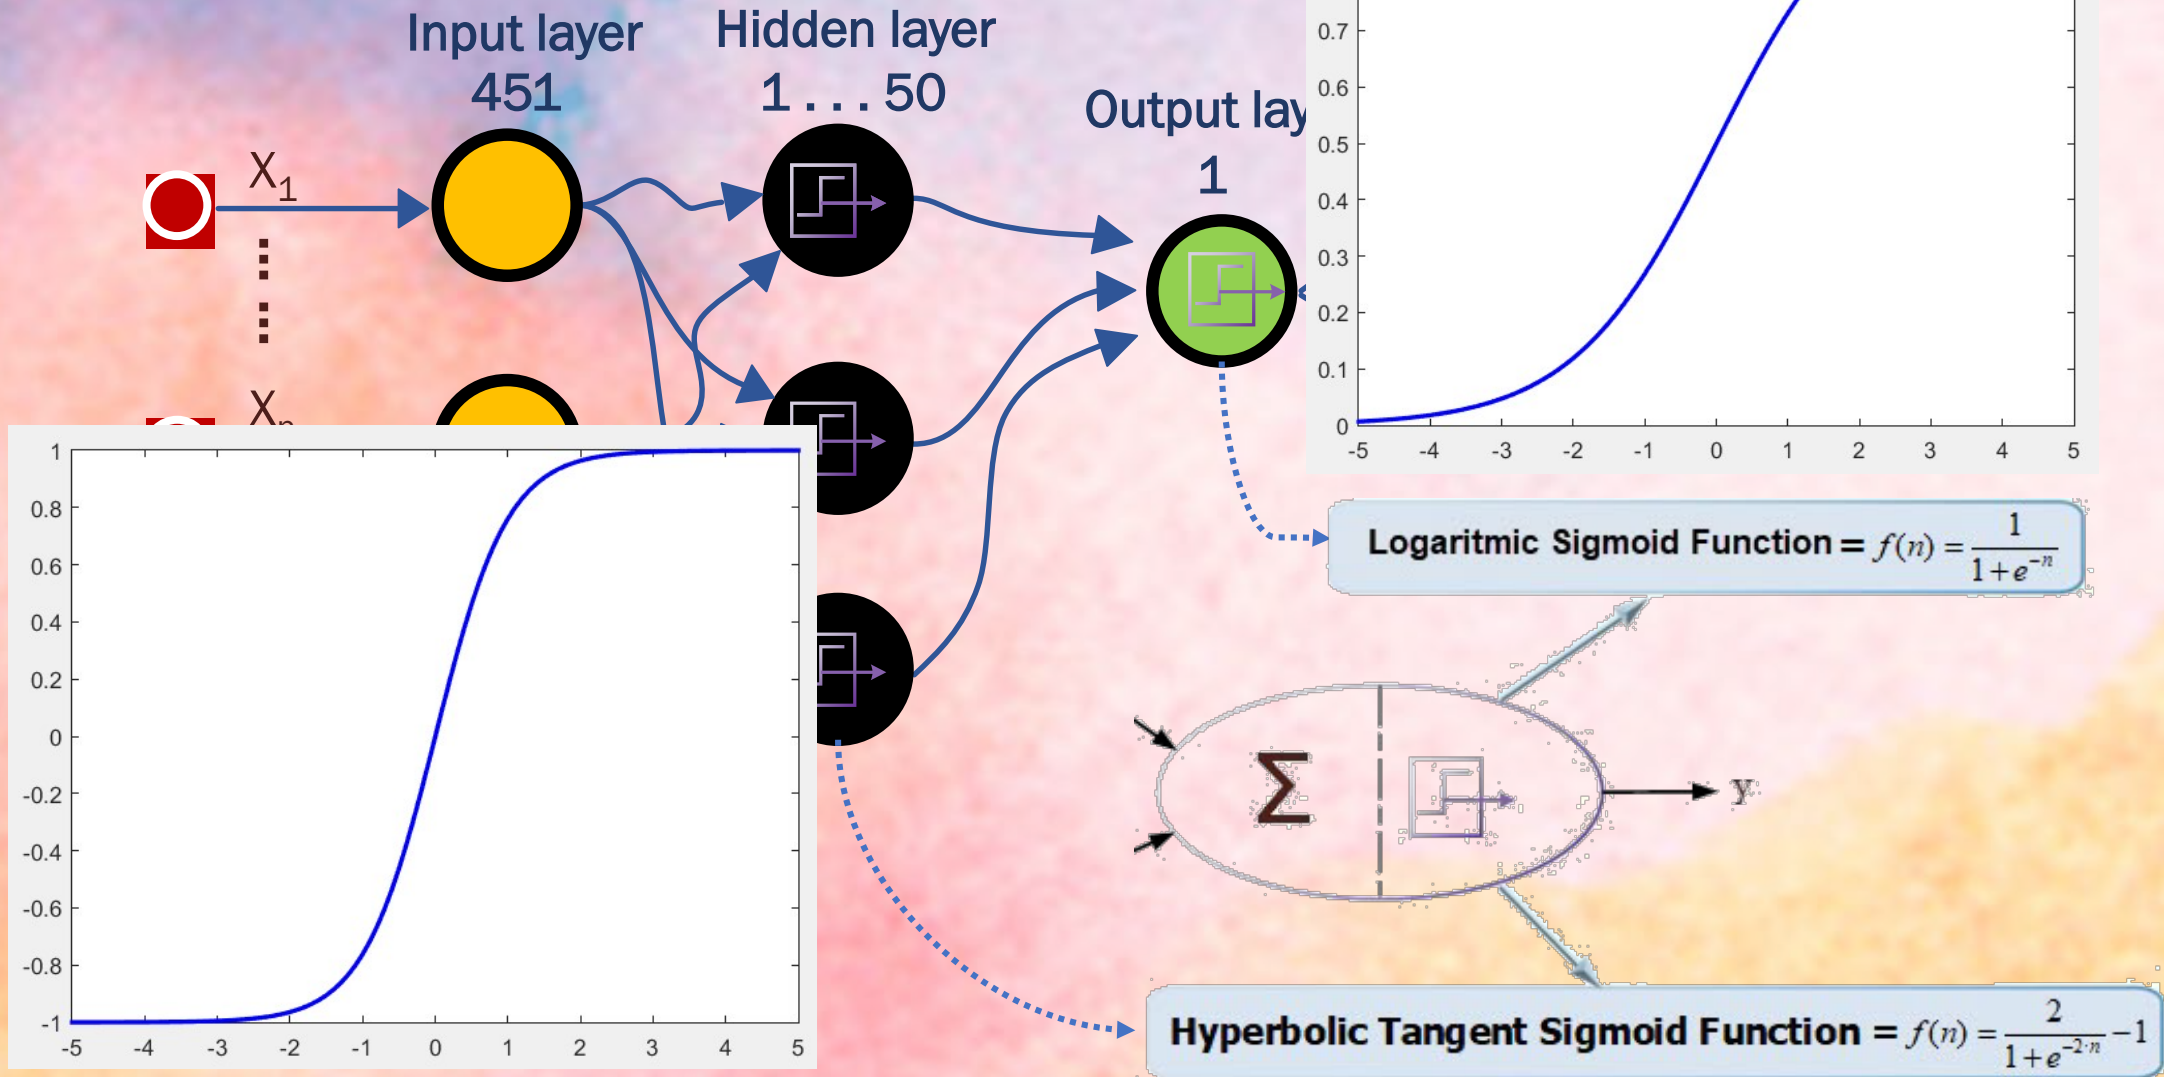 Input layer
451
Hidden layer
1 . . . 50
Output lay
1
X1
Xn
0.7
0.6
0.5
0.4
0.3
0.2
0.1
0
-5 -4 -3 -2 -1 0 1 2 3 4 5
1
0.8
0.6
0.4
0.2
0
-0.2
-0.4
-0.6
-0.8
-1
-5 -4 -3 -2 -1 0 1 2 3 4 5
Logaritmic Sigmoid Function = f(n) = 1 / 1+e^-n
Σ
y
Hyperbolic Tangent Sigmoid Function = f(n) = 2 / 1+e^-2·n −1